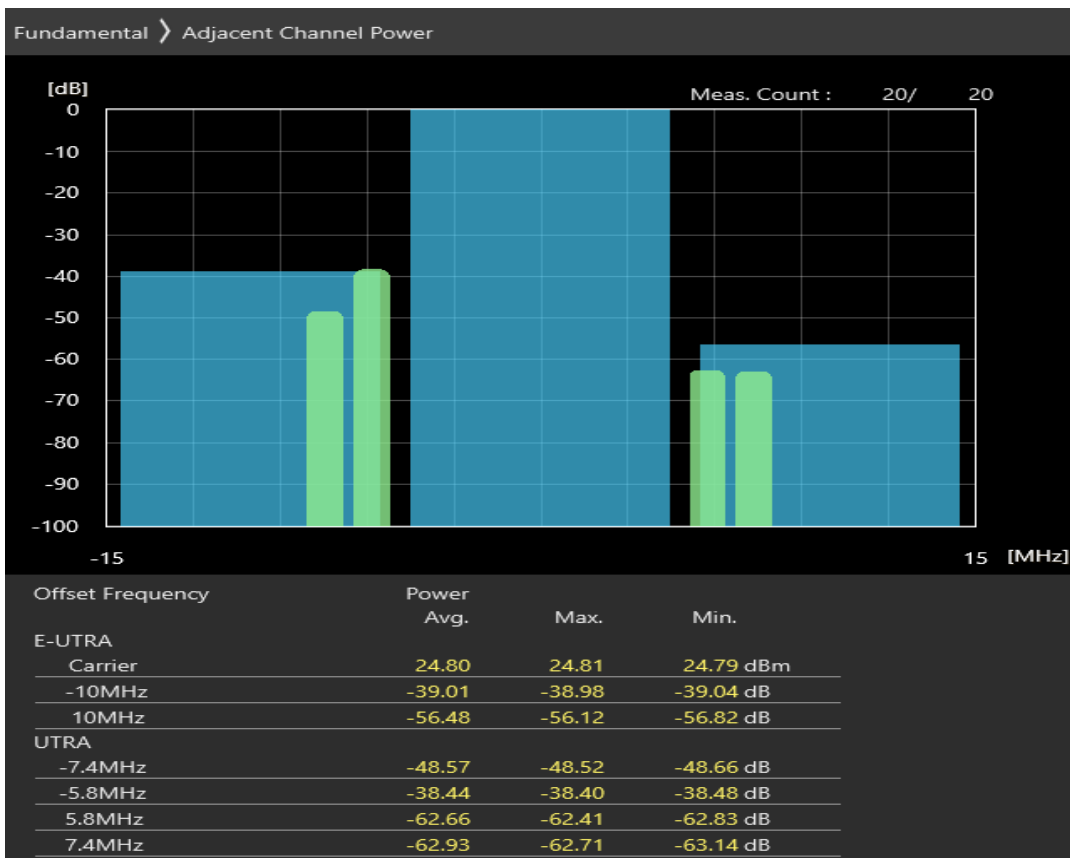 Fundamental 〉 Adjacent Channel Power
[dB]
Meas. Count : 20/ 20
0
-10
-20
-30
-40
-50
-60
-70
-80
-90
-100
-15 15 [MHz]
Offset Frequency Power
Avg. Max. Min.
E-UTRA
Carrier 24.80 24.81 24.79 dBm
-10MHz -39.01 -38.98 -39.04 dB
10MHz -56.48 -56.12 -56.82 dB
UTRA
-7.4MHz -48.57 -48.52 -48.66 dB
-5.8MHz -38.44 -38.40 -38.48 dB
5.8MHz -62.66 -62.41 -62.83 dB
7.4MHz -62.93 -62.71 -63.14 dB